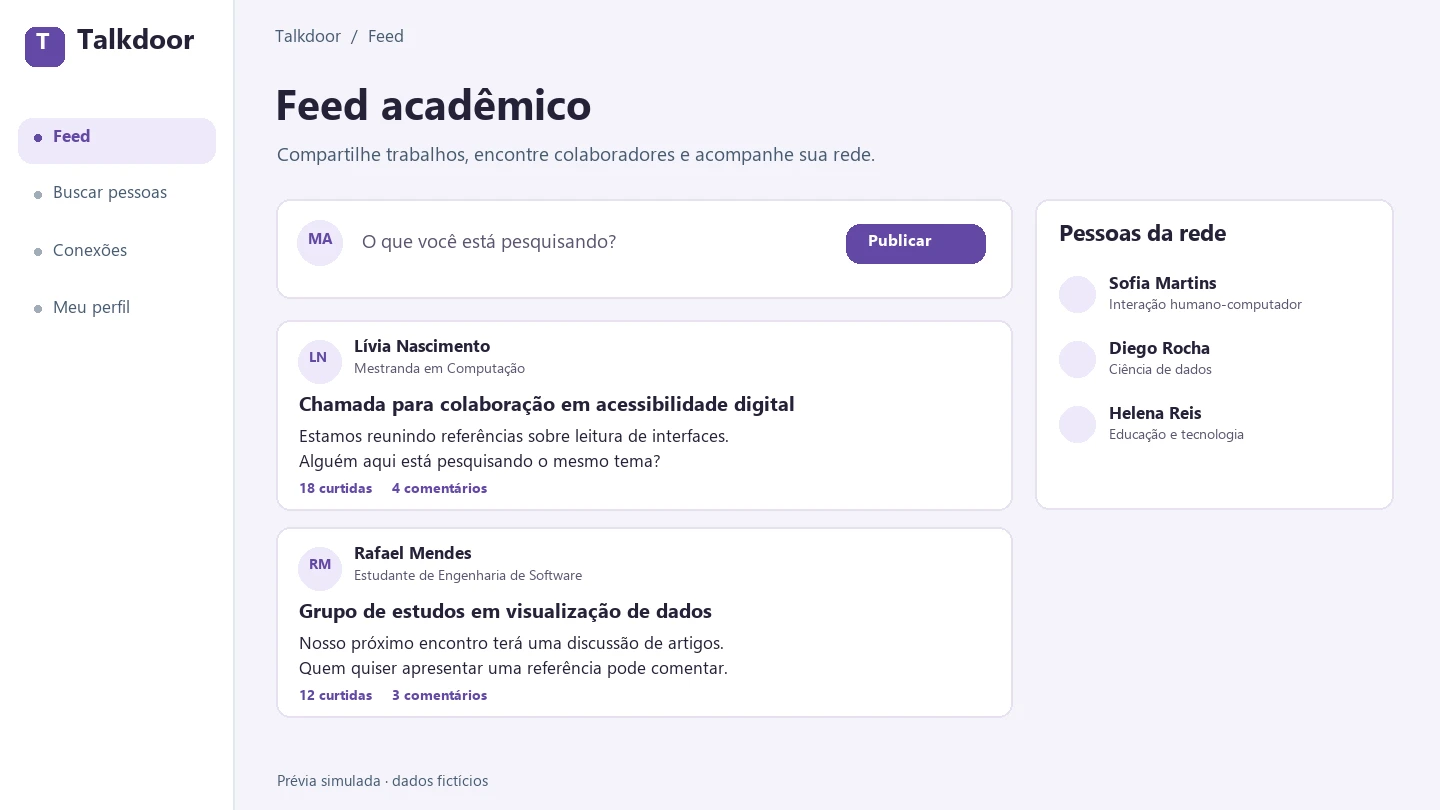 T
Talkdoor
Feed
Buscar pessoas
Conexões
Meu perfil
Talkdoor / Feed
Feed acadêmico
Compartilhe trabalhos, encontre colaboradores e acompanhe sua rede.
MA
O que você está pesquisando?
Publicar
LN
Lívia Nascimento
Mestranda em Computação
Chamada para colaboração em acessibilidade digital
Estamos reunindo referências sobre leitura de interfaces.
Alguém aqui está pesquisando o mesmo tema?
18 curtidas 4 comentários
RM
Rafael Mendes
Estudante de Engenharia de Software
Grupo de estudos em visualização de dados
Nosso próximo encontro terá uma discussão de artigos.
Quem quiser apresentar uma referência pode comentar.
12 curtidas 3 comentários
Pessoas da rede
Sofia Martins
Interação humano-computador
Diego Rocha
Ciência de dados
Helena Reis
Educação e tecnologia
Prévia simulada · dados fictícios